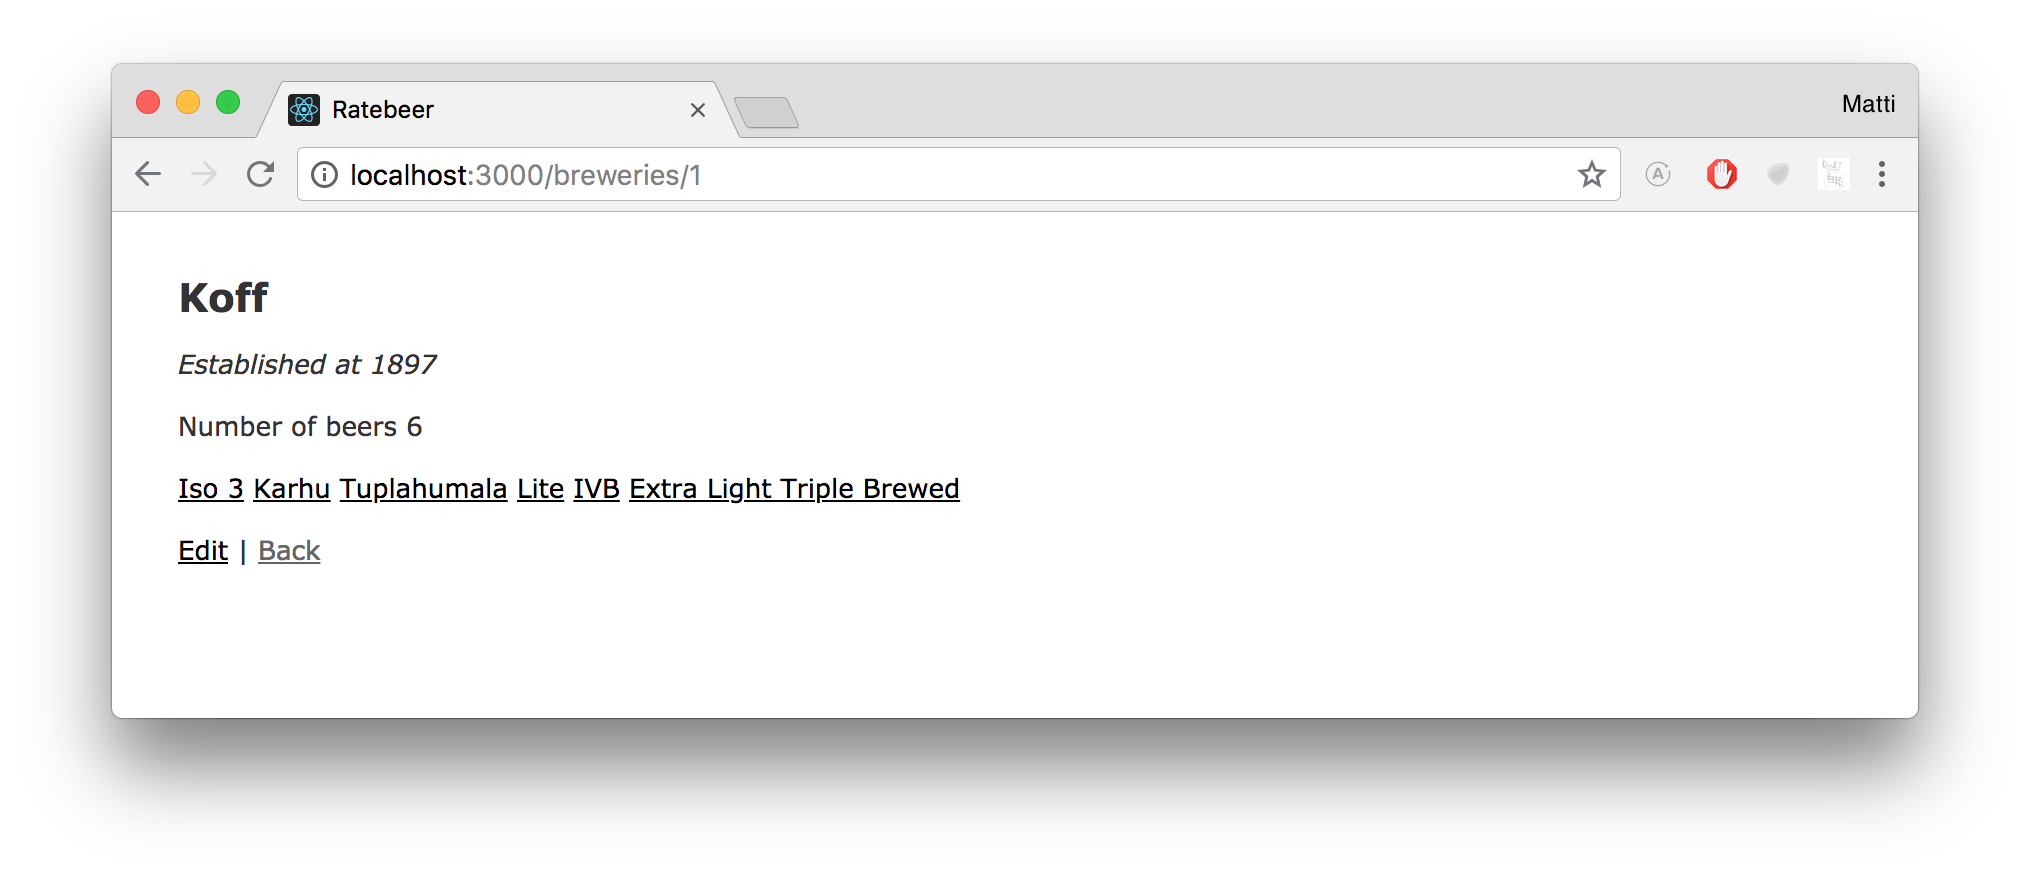 Ratebeer
Matti
localhost:3000/breweries/1
Koff
Established at 1897
Number of beers 6
Iso 3 Karhu Tuplahumala Lite IVB Extra Light Triple Brewed
Edit | Back